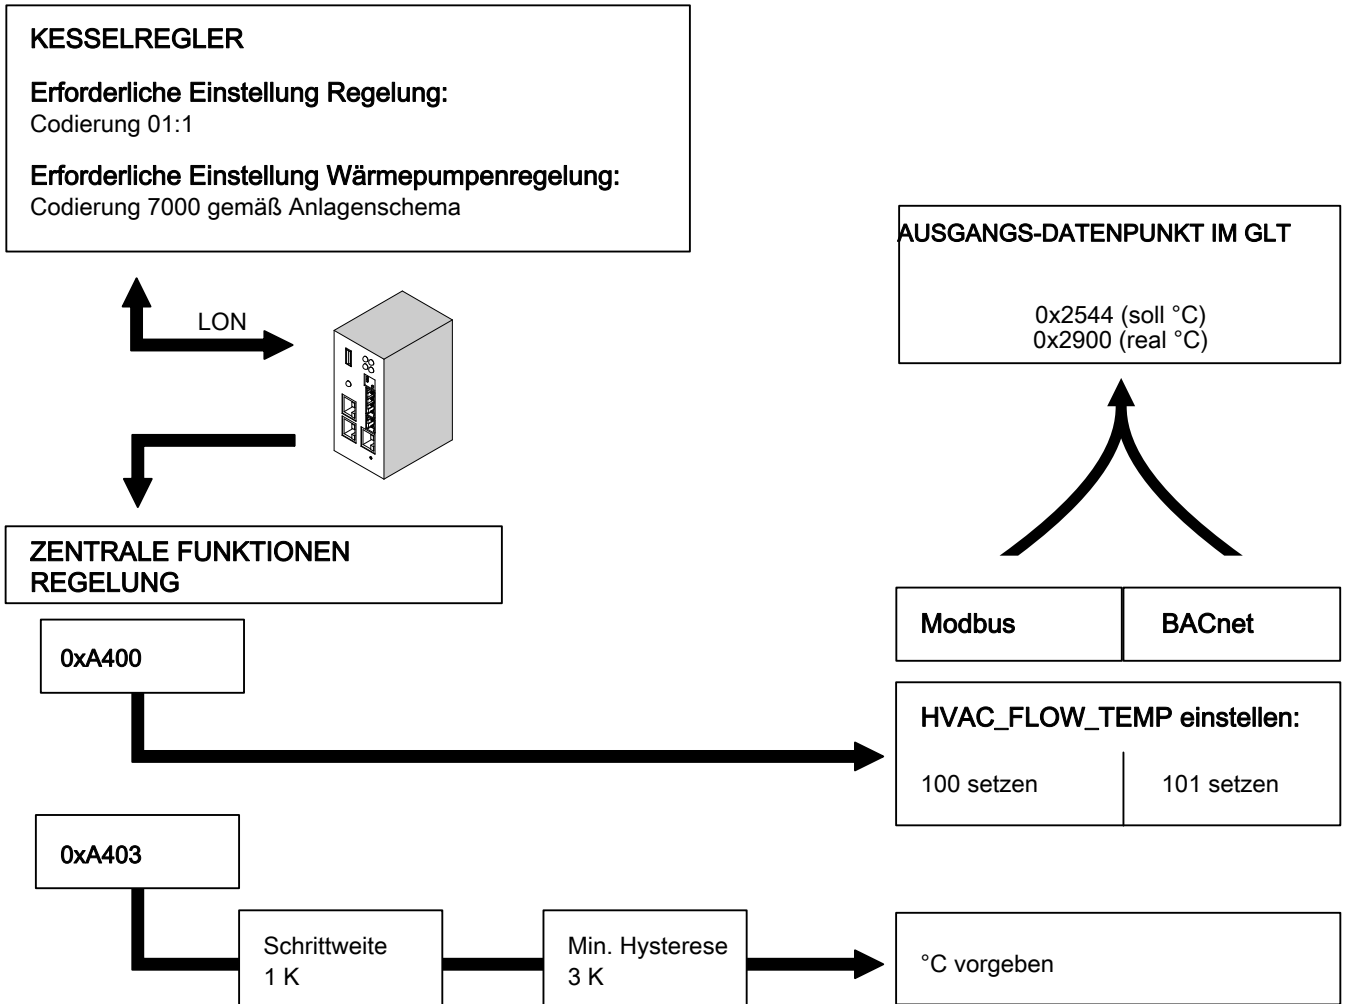 KESSELREGLER
Erforderliche Einstellung Regelung:
Codierung 01:1
Erforderliche Einstellung Wärmepumpenregelung:
Codierung 7000 gemäß Anlagenschema
AUSGANGS-DATENPUNKT IM GLT
0x2544 (soll °C)
0x2900 (real °C)
LON
ZENTRALE FUNKTIONEN
REGELUNG
Modbus
BACnet
0xA400
HVAC_FLOW_TEMP einstellen:
100 setzen
101 setzen
0xA403
Schrittweite
1 K
Min. Hysterese
3 K
°C vorgeben